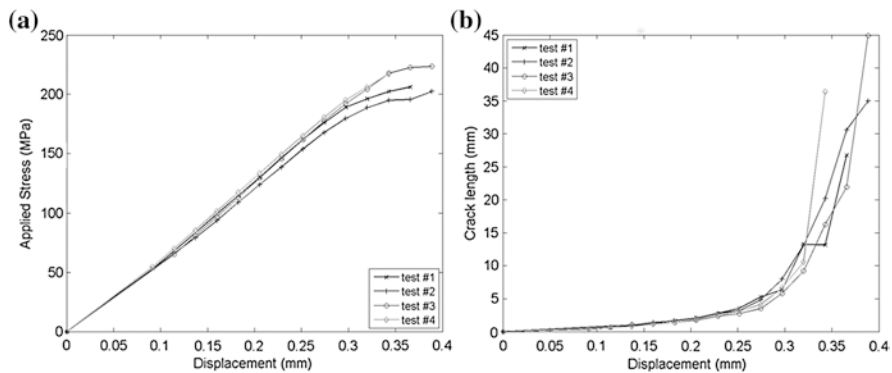 (a)
250
200
150
100
50
0
Applied Stress (MPa)
0 0.05 0.1 0.15 0.2 0.25 0.3 0.35 0.4
Displacement (mm)
test #1
test #2
test #3
test #4
(b)
45
40
35
30
25
20
15
10
5
0
Crack length (mm)
0 0.05 0.1 0.15 0.2 0.25 0.3 0.35 0.4
Displacement (mm)
test #1
test #2
test #3
test #4